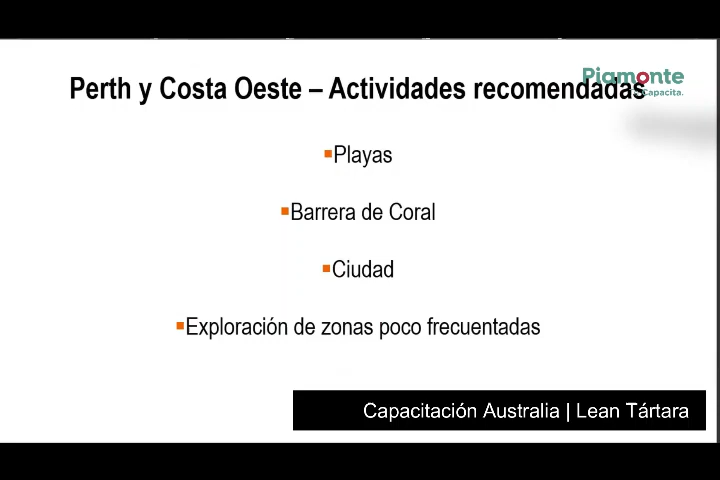 Piamonte
Capacita.
Perth y Costa Oeste – Actividades recomendadas
Playas
Barrera de Coral
Ciudad
Exploración de zonas poco frecuentadas
Capacitación Australia | Lean Tártara